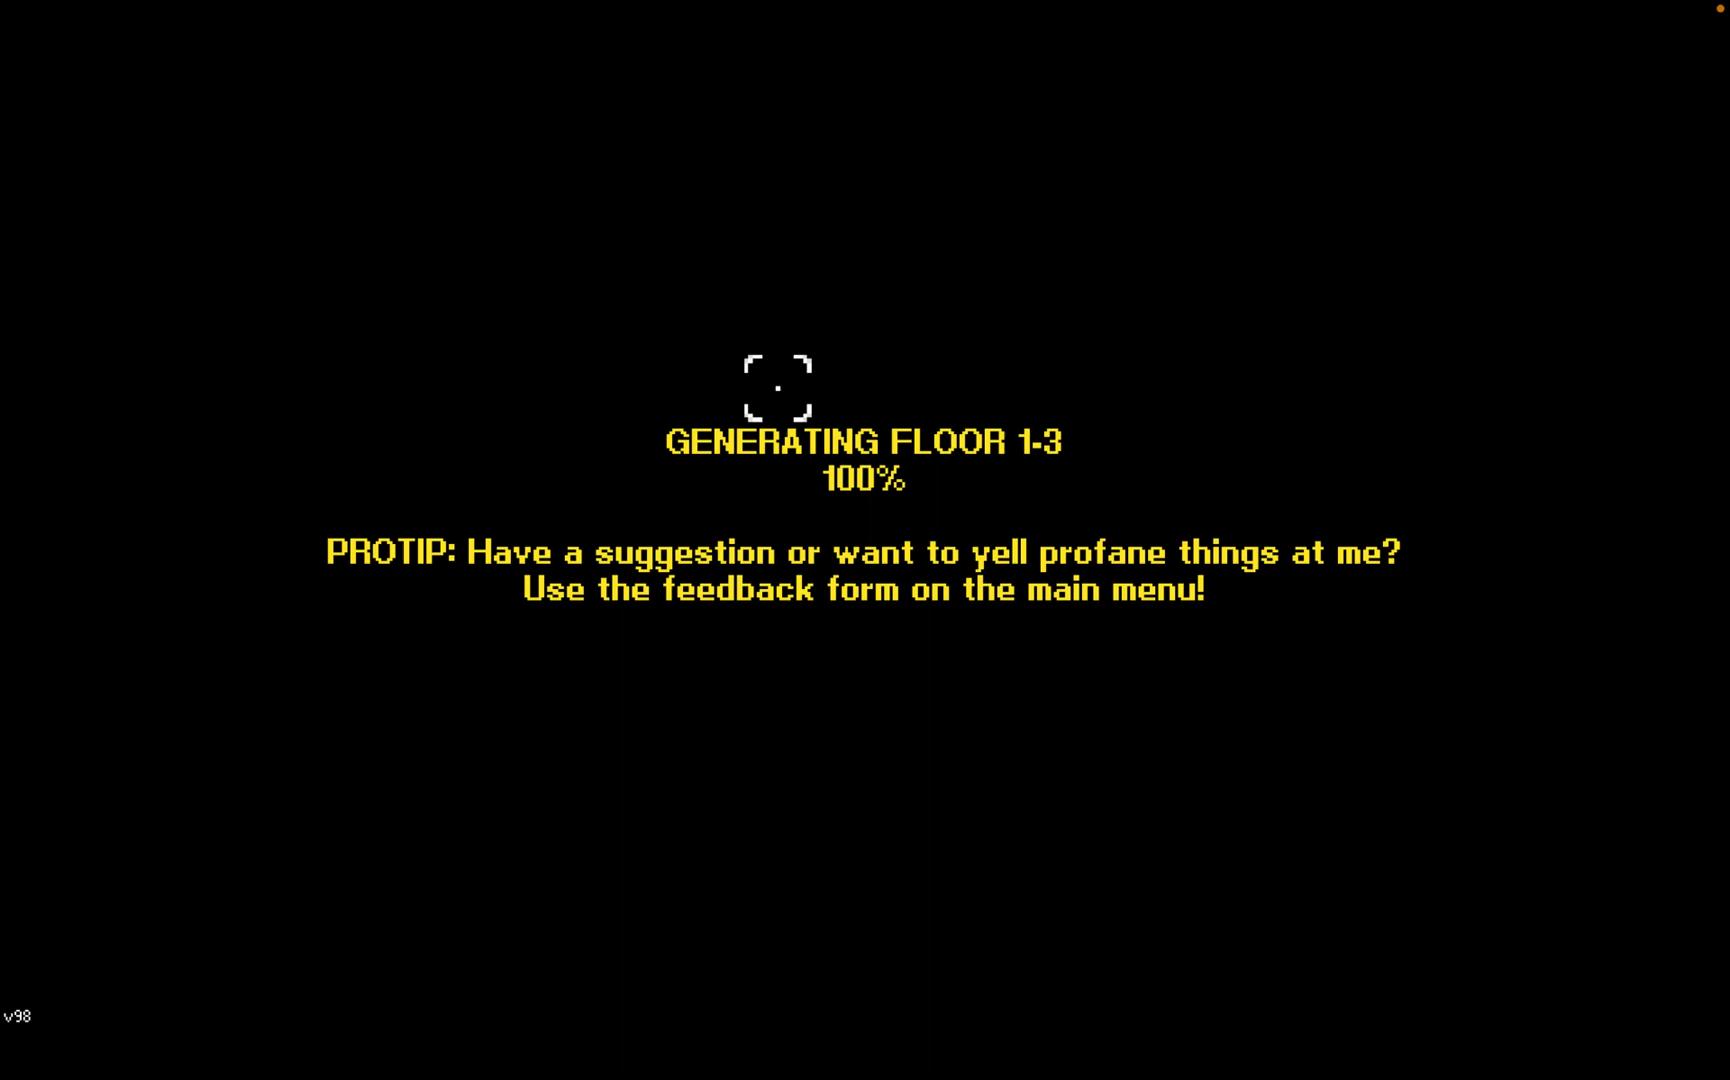 GENERATING FLOOR 1-3
100%
PROTIP: Have a suggestion or want to yell profane things at me?
Use the feedback form on the main menu!
v98